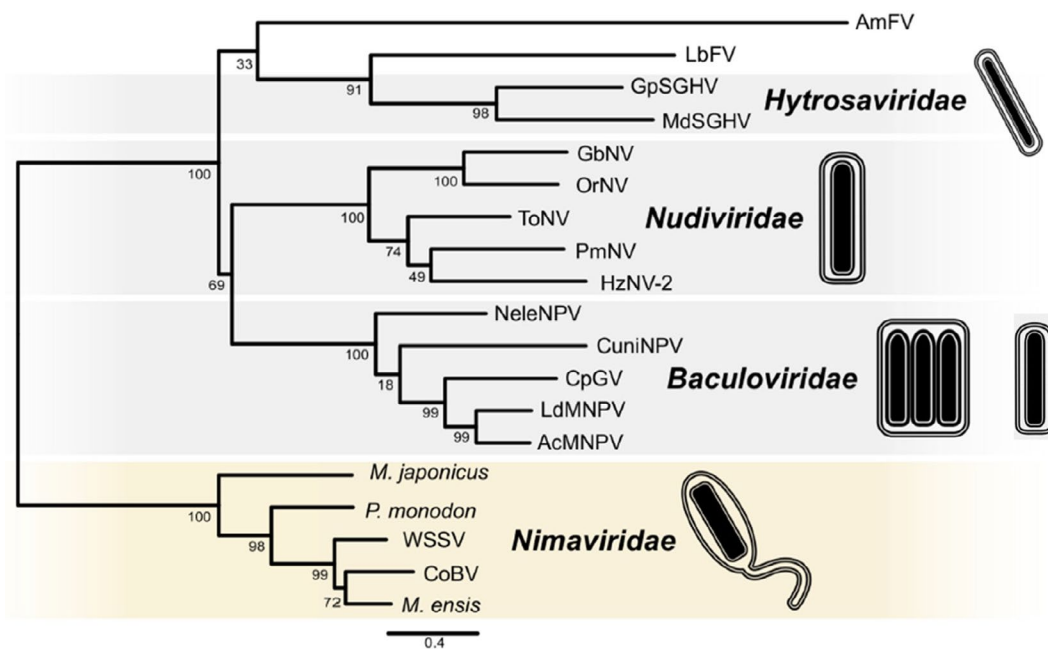 AmFV
33
LbFV
91
GpSGHV
Hytrosaviridae
98
MdSGHV
GbNV
100
100
OrNV
100
ToNV
Nudiviridae
74
PmNV
49
HzNV-2
69
NeleNPV
100
CuniNPV
18
CpGV
Baculoviridae
99
LdMNPV
99
AcMNPV
M. japonicus
100
P. monodon
98
WSSV
Nimaviridae
99
CoBV
72
M. ensis
0.4